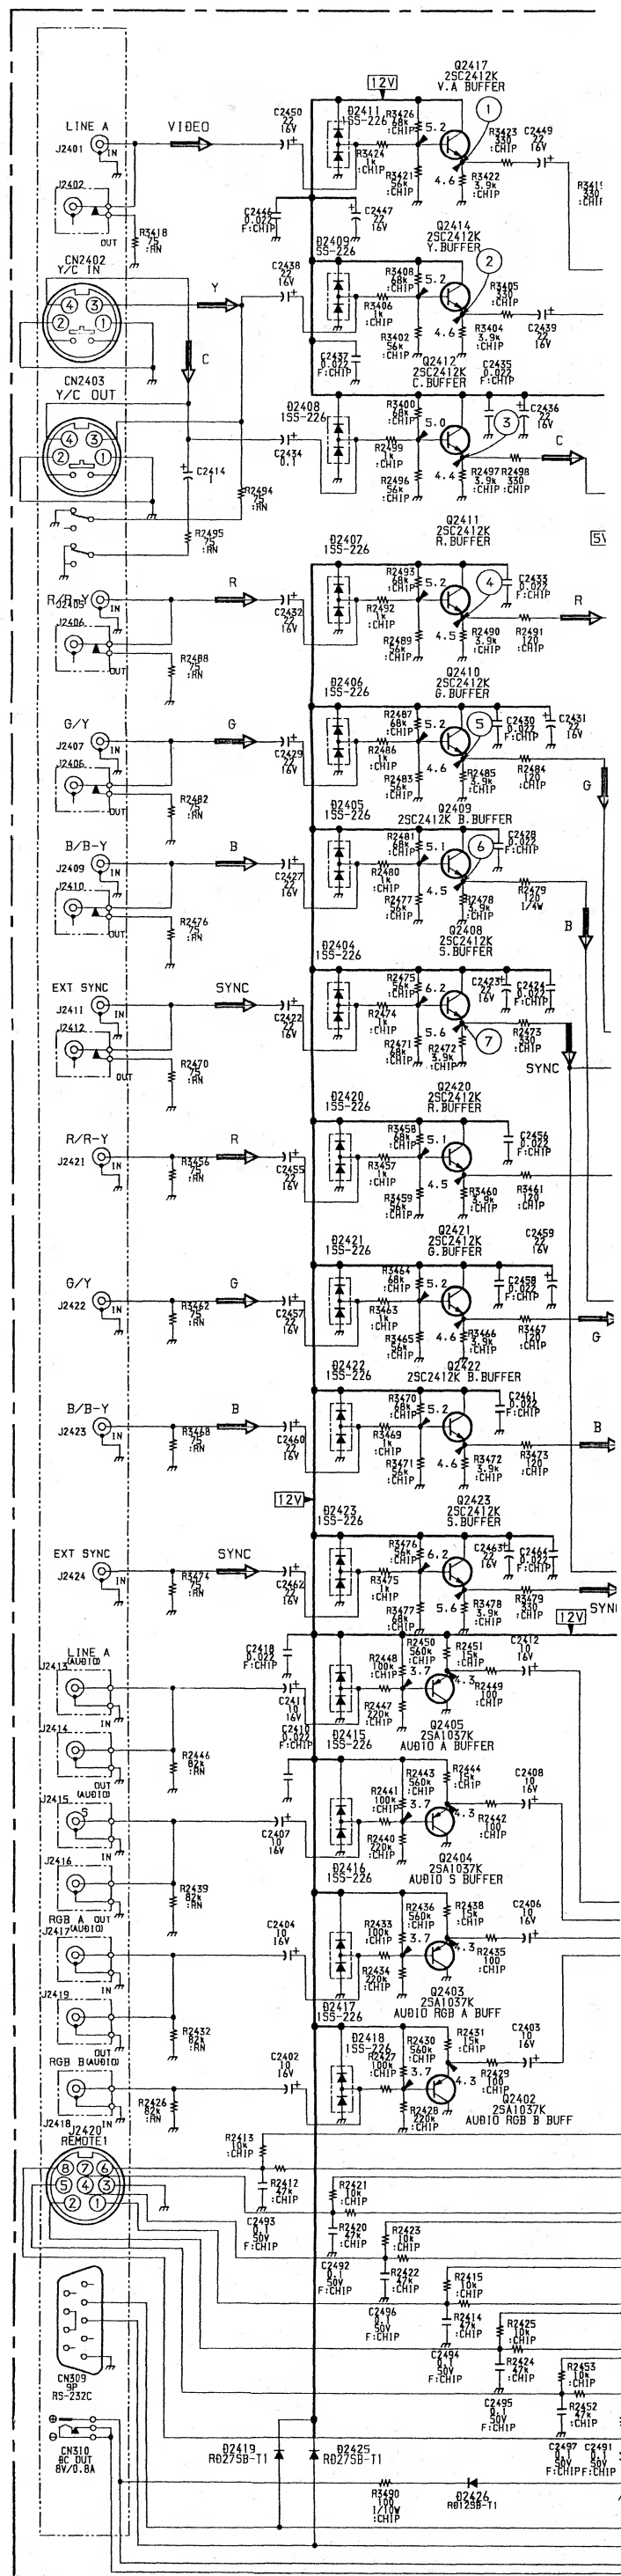 Q2417
2SC2412K
V.A BUFFER
12V
D2411
1SS-226
R3426
68k
:CHIP
5.2
1
R3423
330
:CHIP
C2449
22
16V
C2450
22
16V
LINE A
VIDEO
J2401
IN
J2402
OUT
R3418
75
:RN
R3424
1k
:CHIP
R3421
56k
:CHIP
4.6
R3422
3.9k
:CHIP
330
C2446
0.022
F:CHIP
C2447
22
16V
Q2414
2SC2412K
Y.BUFFER
D2409
1SS-226
CN2402
Y/C IN
C2438
22
16V
Y
4
3
2
1
R3408
68k
:CHIP
5.2
2
R3405
330
:CHIP
R3406
1k
:CHIP
R3402
56k
:CHIP
4.6
R3404
3.9k
:CHIP
C2439
22
16V
C
C2437
0.022
F:CHIP
Q2412
2SC2412K
C.BUFFER
C2435
0.022
F:CHIP
CN2403
Y/C OUT
4
3
2
1
D2408
1SS-226
R3400
68k
:CHIP
5.0
3
C2436
22
16V
C2434
0.1
R2499
1k
:CHIP
C
C2414
1
R2496
56k
:CHIP
4.4
R2497
3.9k
:CHIP
R2498
330
:CHIP
R2494
75
:RN
R2495
75
:RN
Q2411
2SC2412K
R.BUFFER
D2407
1SS-226
R2493
68k
:CHIP
5.2
4
C2433
0.022
F:CHIP
R/R-Y
J2405
IN
R
R
J2406
OUT
R2488
75
:RN
C2432
22
16V
R2492
1k
:CHIP
R2489
56k
:CHIP
4.5
R2490
3.9k
:CHIP
R2491
120
:CHIP
Q2410
2SC2412K
G.BUFFER
D2406
1SS-226
R2487
68k
:CHIP
5.2
5
C2430
0.022
F:CHIP
C2431
22
16V
G/Y
J2407
IN
G
J2406
OUT
R2482
75
:RN
C2429
22
16V
R2486
1k
:CHIP
R2483
56k
:CHIP
4.6
R2485
3.9k
:CHIP
R2484
120
:CHIP
G
D2405
1SS-226
Q2409
2SC2412K B.BUFFER
R2481
68k
:CHIP
5.1
6
C2428
0.022
F:CHIP
B/B-Y
J2409
IN
B
J2410
OUT
R2476
75
:RN
C2427
22
16V
R2480
1k
:CHIP
R2477
56k
:CHIP
4.5
R2478
3.9k
:CHIP
R2479
120
1/4W
B
Q2408
2SC2412K
S.BUFFER
D2404
1SS-226
R2475
56k
:CHIP
6.2
C2423
22
16V
C2424
0.022
F:CHIP
EXT SYNC
J2411
IN
SYNC
J2412
OUT
R2470
75
:RN
C2422
22
16V
R2474
1k
:CHIP
R2471
68k
:CHIP
5.6
R2472
3.9k
:CHIP
7
R2473
330
:CHIP
SYNC
D2420
1SS-226
Q2420
2SC2412K
R.BUFFER
R3458
68k
:CHIP
5.1
C2456
0.022
F:CHIP
R/R-Y
J2421
IN
R
R3456
75
:RN
C2455
22
16V
R3457
1k
:CHIP
R3459
56k
:CHIP
4.5
R3460
3.9k
:CHIP
R3461
120
:CHIP
D2421
1SS-226
Q2421
2SC2412K
G.BUFFER
C2459
22
16V
R3464
68k
:CHIP
5.2
C2458
0.022
F:CHIP
G/Y
J2422
IN
G
R3462
75
:RN
C2457
22
16V
R3463
1k
:CHIP
R3465
56k
:CHIP
4.6
R3466
3.9k
:CHIP
R3467
120
:CHIP
G
D2422
1SS-226
Q2422
2SC2412K B.BUFFER
R3470
68k
:CHIP
5.2
C2461
0.022
F:CHIP
B/B-Y
J2423
IN
B
B
R3468
75
:RN
C2460
22
16V
R3469
1k
:CHIP
R3471
56k
:CHIP
4.6
R3472
3.9k
:CHIP
R3473
120
:CHIP
12V
D2423
1SS-226
Q2423
2SC2412K
S.BUFFER
R3476
56k
:CHIP
6.2
C2463
22
16V
C2464
0.022
F:CHIP
EXT SYNC
J2424
IN
SYNC
R3474
75
:RN
C2462
22
16V
R3475
1k
:CHIP
R3477
68k
:CHIP
5.6
R3478
3.9k
:CHIP
R3479
330
:CHIP
12V
LINE A
(AUDIO)
J2413
IN
C2418
0.022
F:CHIP
R2448
100k
:CHIP
R2450
560k
:CHIP
3.7
R2451
15k
:CHIP
C2412
10
16V
4.3
R2449
100
:CHIP
C2411
10
16V
R2447
220k
:CHIP
C2410
0.022
F:CHIP
D2415
1SS-226
Q2405
2SA1037K
AUDIO A BUFFER
J2414
OUT
(AUDIO)
R2446
82k
:RN
J2415
S
IN
R2441
100k
:CHIP
R2443
560k
:CHIP
3.7
R2444
15k
:CHIP
C2408
10
16V
4.3
R2442
100
:CHIP
C2407
10
16V
R2440
220k
:CHIP
D2416
1SS-226
Q2404
2SA1037K
AUDIO S BUFFER
J2416
OUT
R2439
82k
:RN
RGB A
(AUDIO)
J2417
IN
C2404
10
16V
R2433
100k
:CHIP
R2436
560k
:CHIP
3.7
R2438
15k
:CHIP
C2406
10
16V
4.3
R2435
100
:CHIP
R2434
220k
:CHIP
D2417
1SS-226
Q2403
2SA1037K
AUDIO RGB A BUFF
J2419
OUT
R2432
82k
:RN
RGB B(AUDIO)
J2418
IN
C2402
10
16V
D2418
1SS-226
R2427
100k
:CHIP
R2430
560k
:CHIP
3.7
R2431
15k
:CHIP
C2403
10
16V
4.3
R2429
100
:CHIP
R2426
82k
:RN
R2428
220k
:CHIP
Q2402
2SA1037K
AUDIO RGB B BUFF
J2420
REMOTE1
8
7
6
5
4
3
2
1
R2413
10k
:CHIP
R2412
47k
:CHIP
C2493
0.1
50V
F:CHIP
R2421
10k
:CHIP
R2420
47k
:CHIP
C2492
0.1
50V
F:CHIP
R2423
10k
:CHIP
R2422
47k
:CHIP
C2496
0.1
50V
F:CHIP
R2415
10k
:CHIP
R2414
47k
:CHIP
C2494
0.1
50V
F:CHIP
R2425
10k
:CHIP
R2424
47k
:CHIP
C2495
0.1
50V
F:CHIP
R2453
10k
:CHIP
R2452
47k
:CHIP
C2497
0.1
50V
F:CHIP
C2491
0.1
50V
F:CHIP
CN309
9P
RS-232C
CN310
DC OUT
8V/0.8A
D2419
RD27SB-T1
D2425
RD27SB-T1
R3490
100
1/10W
:CHIP
D2426
RD12SB-T1